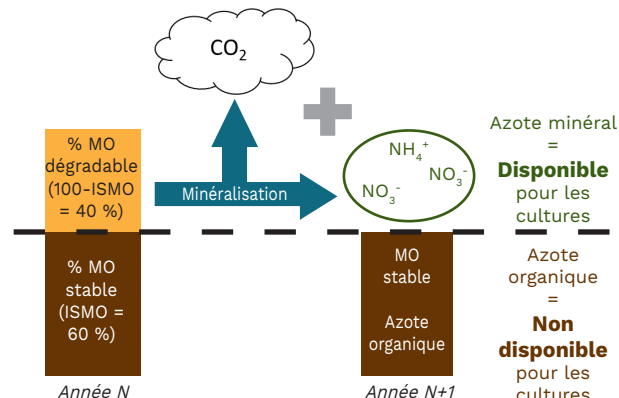 CO₂
% MO
dégradable
(100-ISMO
= 40 %)
Minéralisation
NH₄⁺
NO₃⁻
NO₃⁻
Azote minéral
=
Disponible
pour les
cultures
% MO
stable
(ISMO =
60 %)
MO
stable
Azote
organique
Azote
organique
=
Non
disponible
pour les
cultures
Année N
Année N+1